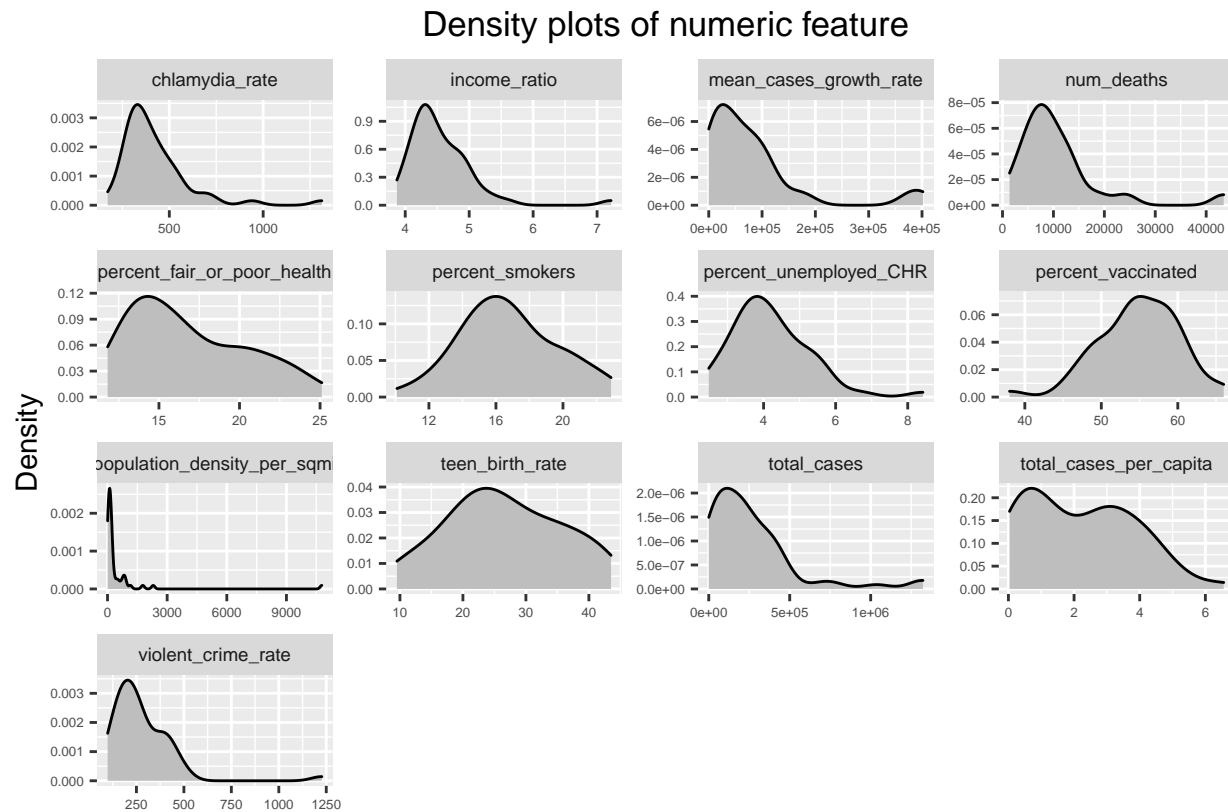 Density plots of numeric feature
chlamydia_rate income_ratio mean_cases_growth_rate num_deaths
0.003 0.002 0.001 0.000
500 1000
0.9 0.6 0.3 0.0
4 5 6 7
6e−06 4e−06 2e−06 0e+00
0e+00 1e+05 2e+05 3e+05 4e+05
8e−05 6e−05 4e−05 2e−05 0e+00
0 10000 20000 30000 40000
percent_fair_or_poor_health percent_smokers percent_unemployed_CHR percent_vaccinated
0.12 0.09 0.06 0.03 0.00
15 20 25
0.10 0.05 0.00
12 16 20
0.4 0.3 0.2 0.1 0.0
4 6 8
0.06 0.04 0.02 0.00
40 50 60
Density
population_density_per_sqmi teen_birth_rate total_cases total_cases_per_capita
0.002 0.001 0.000
0 3000 6000 9000
0.04 0.03 0.02 0.01 0.00
10 20 30 40
2.0e−06 1.5e−06 1.0e−06 5.0e−07 0.0e+00
0e+00 5e+05 1e+06
0.20 0.15 0.10 0.05 0.00
0 2 4 6
violent_crime_rate
0.003 0.002 0.001 0.000
250 500 750 1000 1250